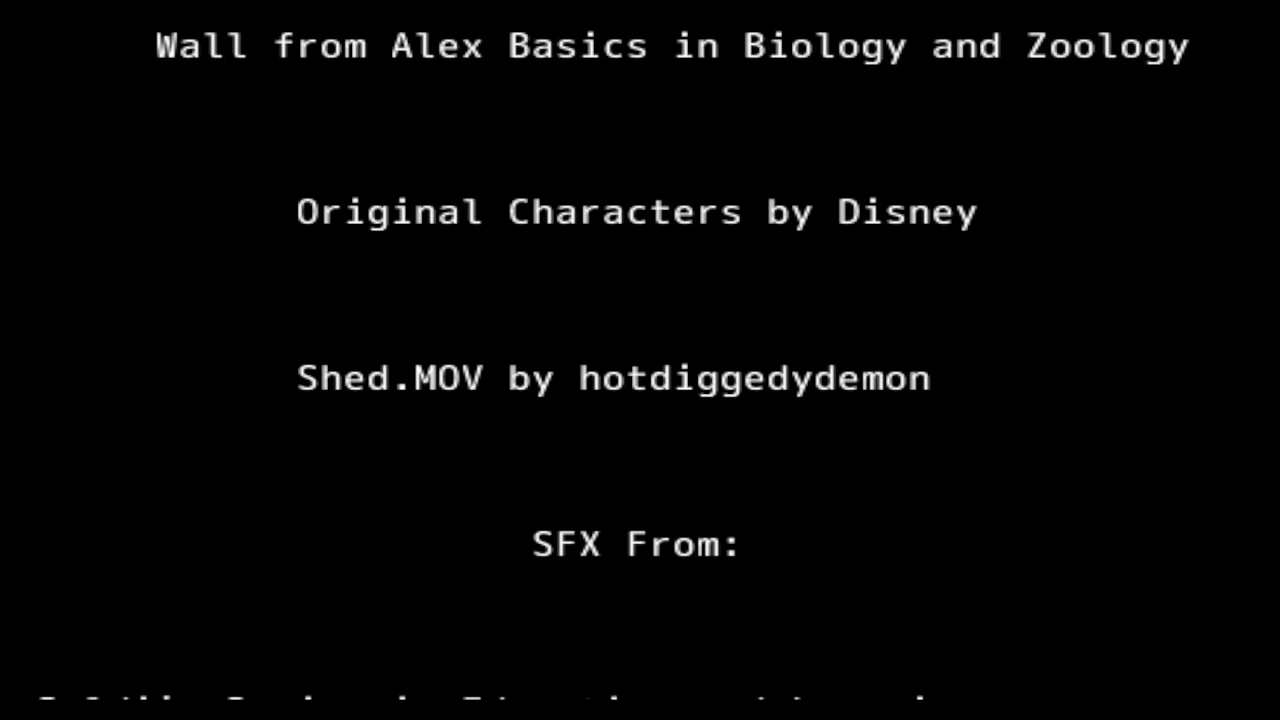 Wall from Alex Basics in Biology and Zoology
Original Characters by Disney
Shed.MOV by hotdiggedydemon
SFX From: